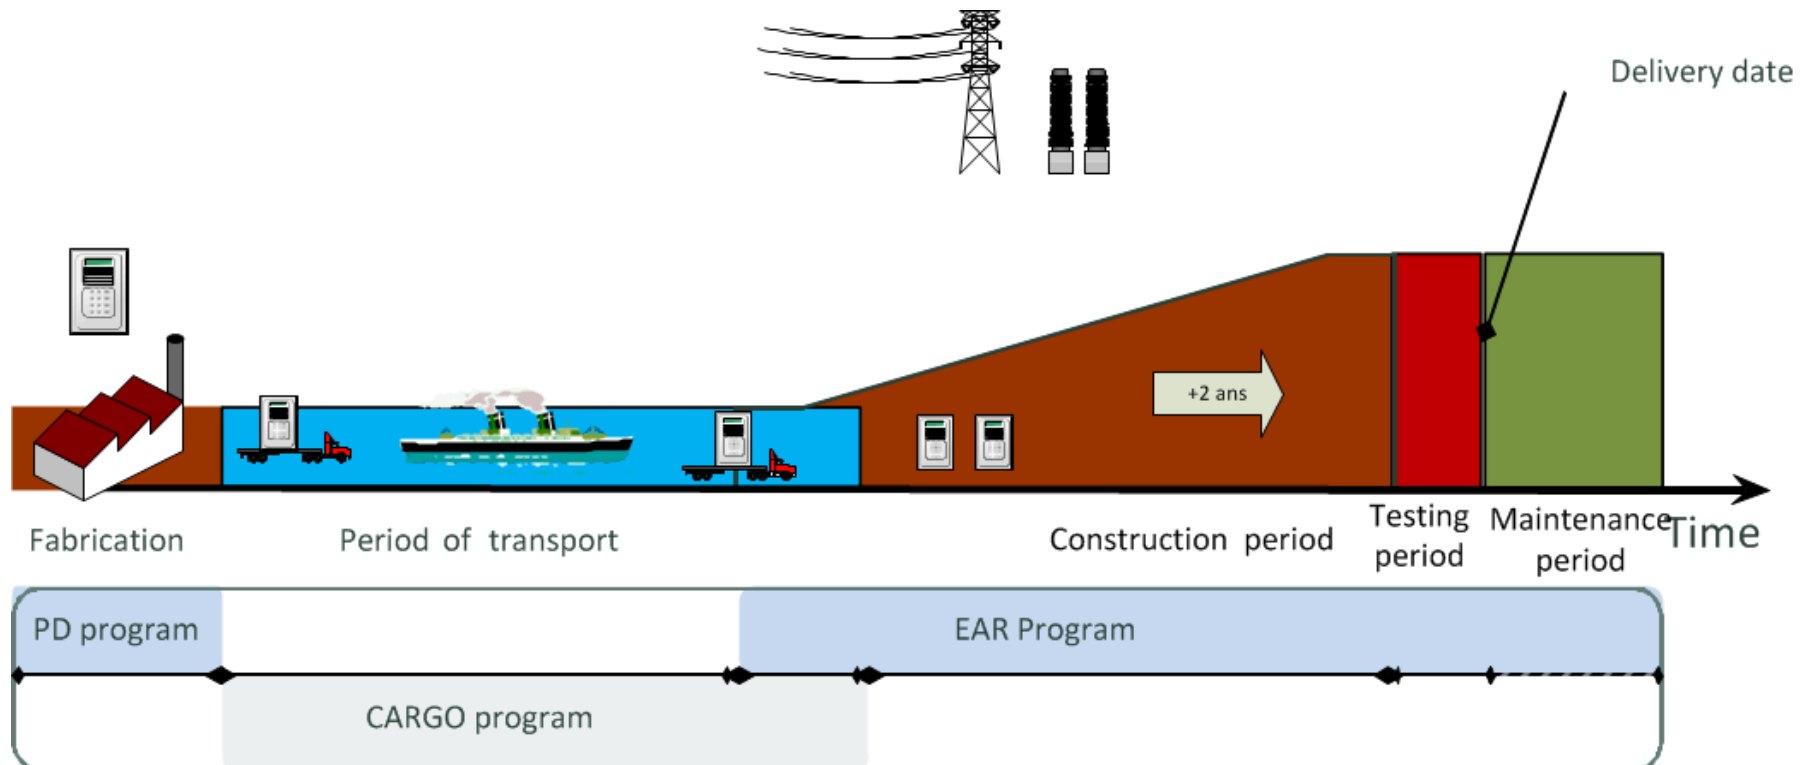 Delivery date
+2 ans
Fabrication
Period of transport
Construction period
Testing
period
Maintenance
period
Time
PD program
EAR Program
CARGO program